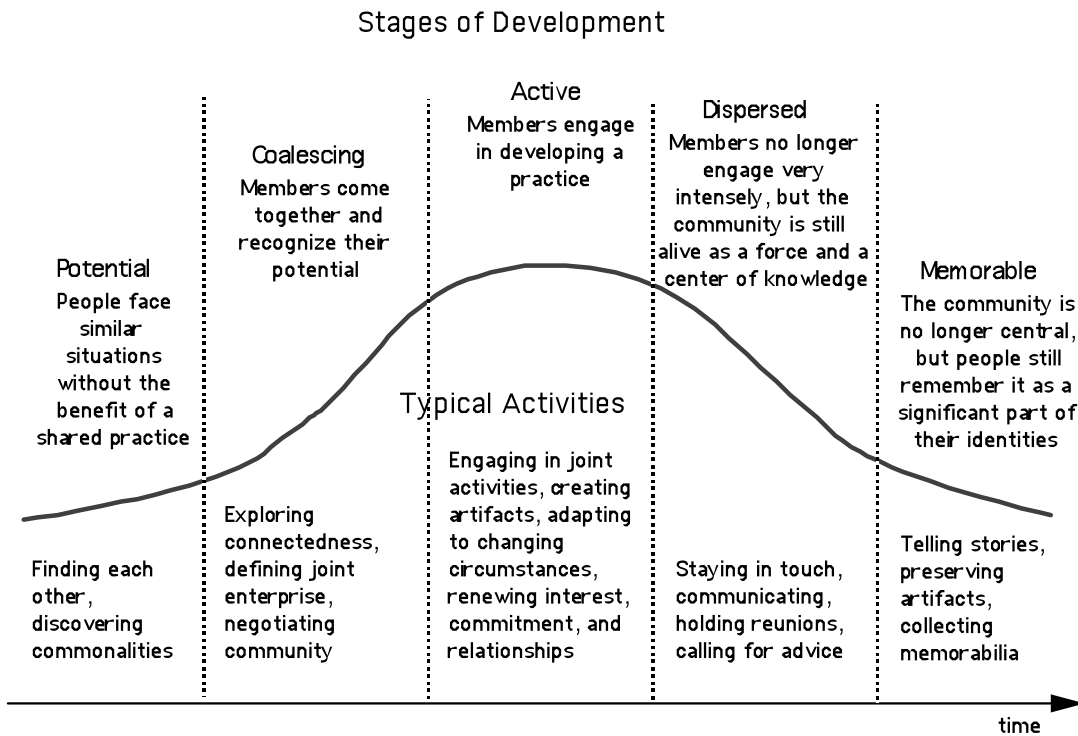 Stages of Development
Potential
People face
similar
situations
without the
benefit of a
shared practice
Coalescing
Members come
together and
recognize their
potential
Active
Members engage
in developing a
practice
Dispersed
Members no longer
engage very
intensely, but the
community is still
alive as a force and a
center of knowledge
Memorable
The community is
no longer central,
but people still
remember it as a
significant part of
their identities
Typical Activities
Finding each
other,
discovering
commonalities
Exploring
connectedness,
defining joint
enterprise,
negotiating
community
Engaging in joint
activities, creating
artifacts, adapting
to changing
circumstances,
renewing interest,
commitment, and
relationships
Staying in touch,
communicating,
holding reunions,
calling for advice
Telling stories,
preserving
artifacts,
collecting
memorabilia
time